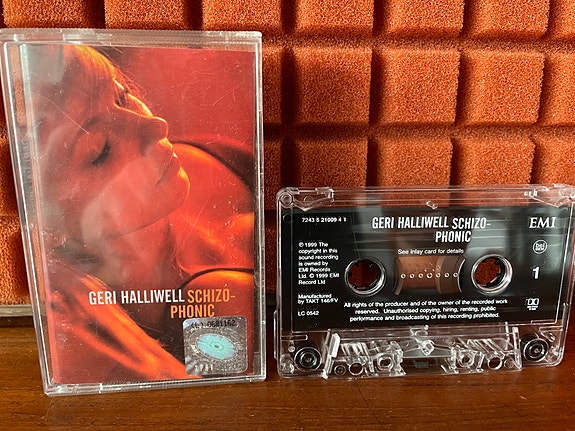 GERI HALLIWELL SCHIZO-
PHONIC
0581162
7243 5 21009 4 1
GERI HALLIWELL SCHIZO-
PHONIC
EMI
See inlay card for details
℗ 1999 The
copyright in this
sound recording
is owned by
EMI Records
Ltd. © 1999 EMI
Record Ltd
1
Manufactured
by TAKT 146/FV
LC 0542
All rights of the producer and of the owner of the recorded work
reserved. Unauthorised copying, hiring, renting, public
performance and broadcasting of this recording prohibited.